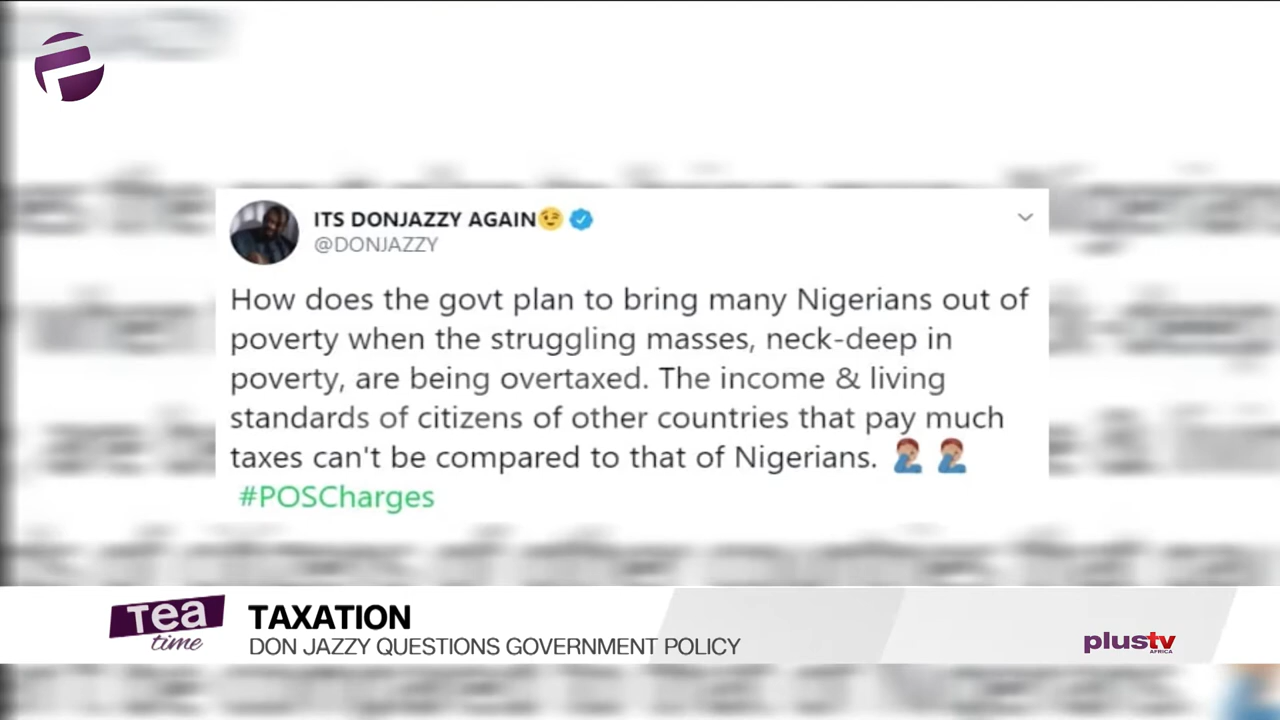 ITS DONJAZZY AGAIN😉
@DONJAZZY
How does the govt plan to bring many Nigerians out of
poverty when the struggling masses, neck-deep in
poverty, are being overtaxed. The income & living
standards of citizens of other countries that pay much
taxes can't be compared to that of Nigerians. 🤦🏽‍♂️ 🤦🏽‍♂️
#POSCharges
Tea
time
TAXATION
DON JAZZY QUESTIONS GOVERNMENT POLICY
plustv
AFRICA